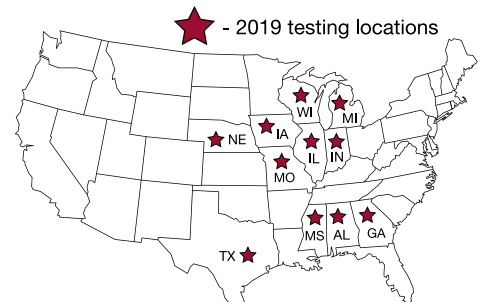 - 2019 testing locations
WI
MI
IA
NE
IL
IN
MO
MS
AL
GA
TX